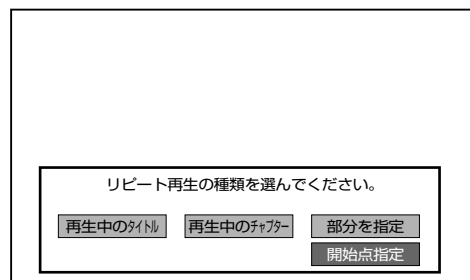 リピート再生の種類を選んでください。
再生中のﾀｲﾄﾙ 再生中のﾁｬﾌﾟﾀｰ 部分を指定
開始点指定